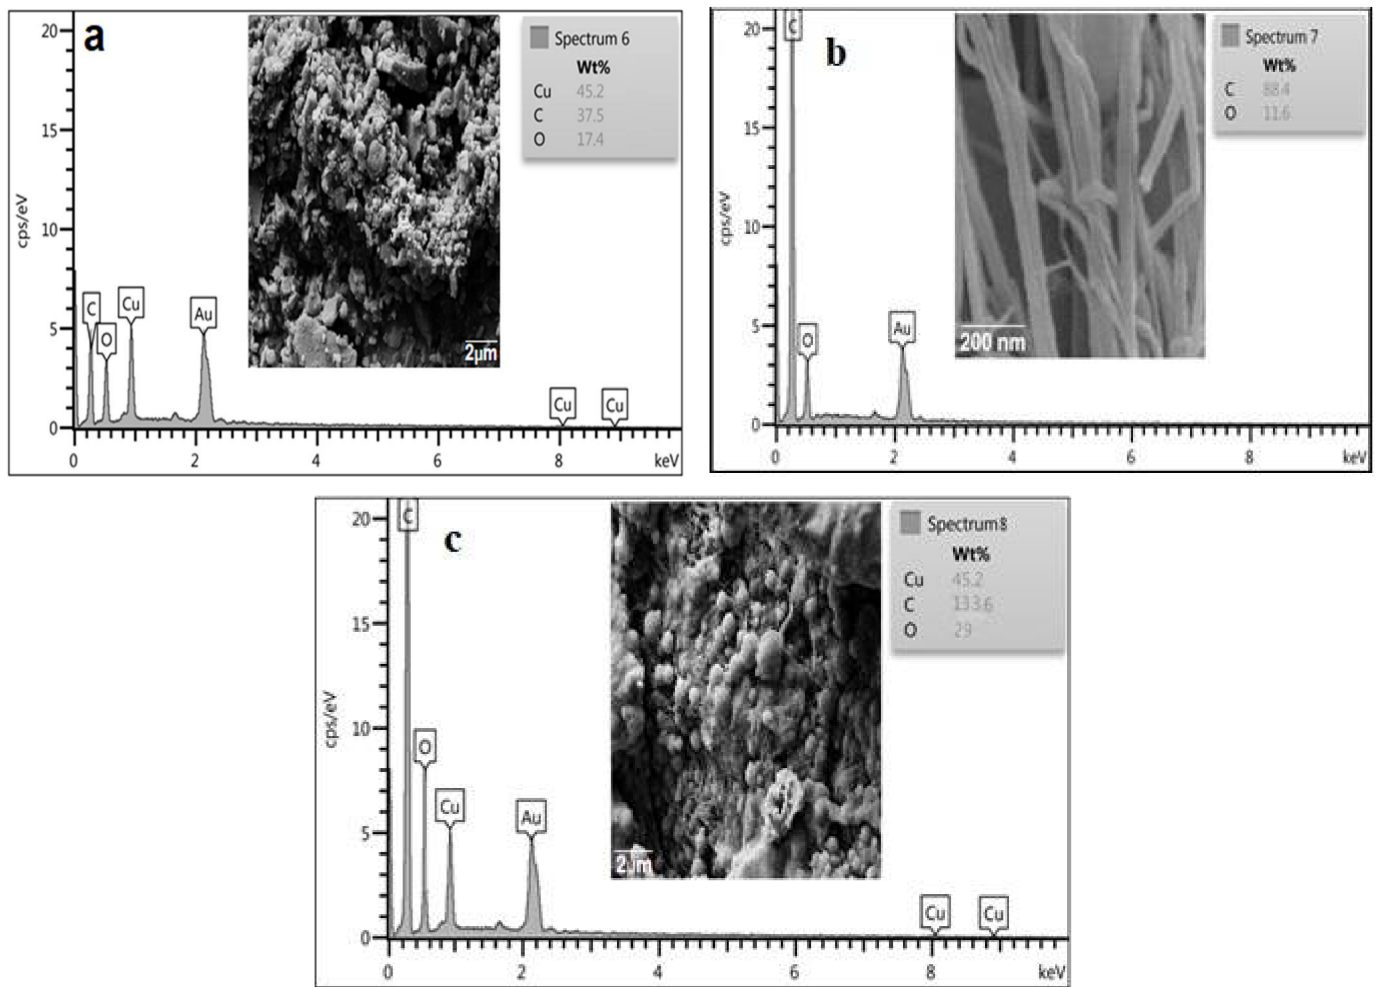 a
Spectrum 6
Wt%
Cu 45.2
C 37.5
O 17.4
20
15
10
5
0
cps/eV
C
O
Cu
Au
Cu
Cu
2µm
0 2 4 6 8 keV
b
Spectrum 7
Wt%
C 88.4
O 11.6
20
15
10
5
0
cps/eV
C
O
Au
200 nm
0 2 4 6 8 keV
c
Spectrum8
Wt%
Cu 45.2
C 133.6
O 29
20
15
10
5
0
cps/eV
C
O
Cu
Au
Cu
Cu
0 2 4 6 8 keV